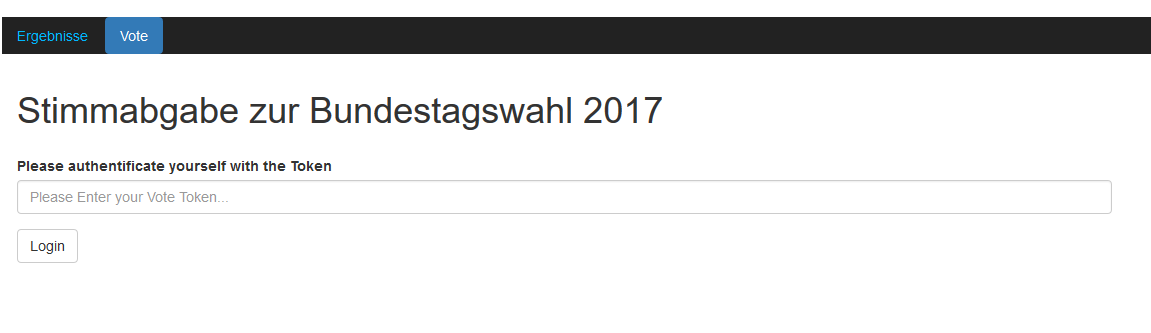 Ergebnisse Vote
Stimmabgabe zur Bundestagswahl 2017
Please authentificate yourself with the Token
Please Enter your Vote Token...
Login